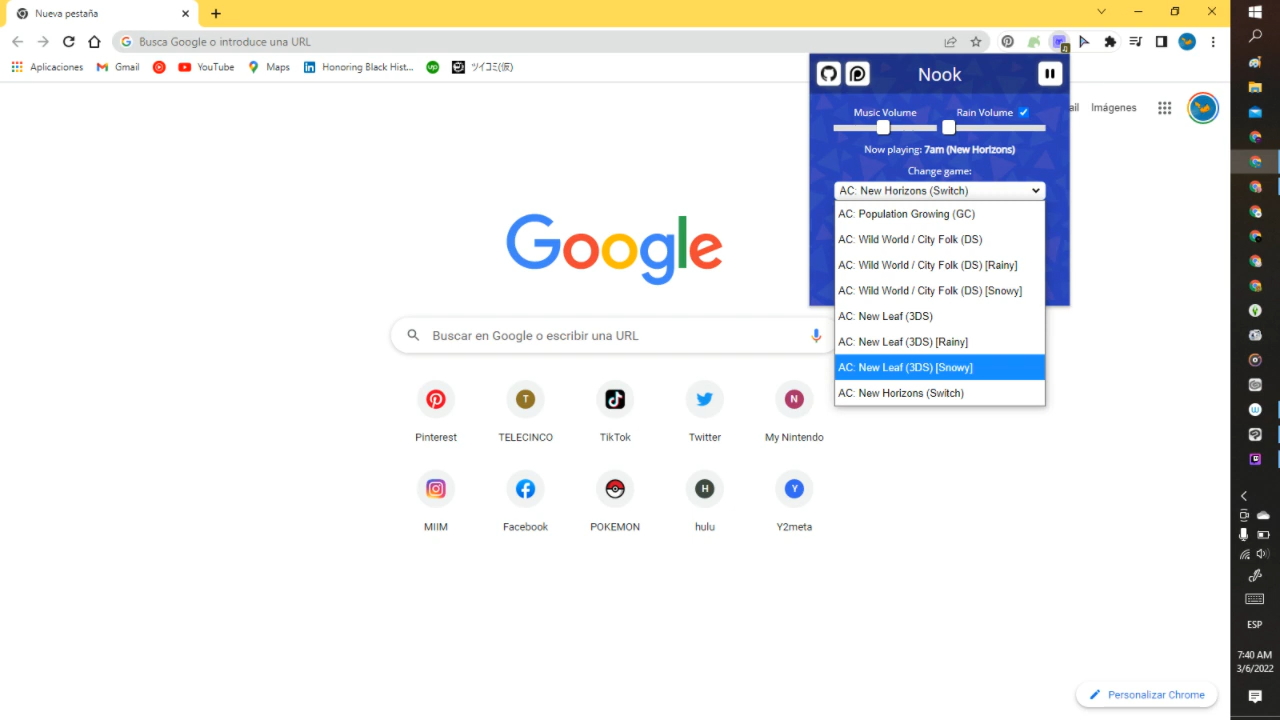 Nueva pestaña
Busca Google o introduce una URL
Aplicaciones
Gmail
YouTube
Maps
Honoring Black Hist...
up
ツイコミ(仮)
Nook
Music Volume
Rain Volume
Now playing: 7am (New Horizons)
Change game:
AC: New Horizons (Switch)
AC: Population Growing (GC)
AC: Wild World / City Folk (DS)
AC: Wild World / City Folk (DS) [Rainy]
AC: Wild World / City Folk (DS) [Snowy]
AC: New Leaf (3DS)
AC: New Leaf (3DS) [Rainy]
AC: New Leaf (3DS) [Snowy]
AC: New Horizons (Switch)
ail
Imágenes
Google
Buscar en Google o escribir una URL
T
N
Pinterest
TELECINCO
TikTok
Twitter
My Nintendo
H
Y
MIIM
Facebook
POKEMON
hulu
Y2meta
Personalizar Chrome
ESP
7:40 AM
3/6/2022